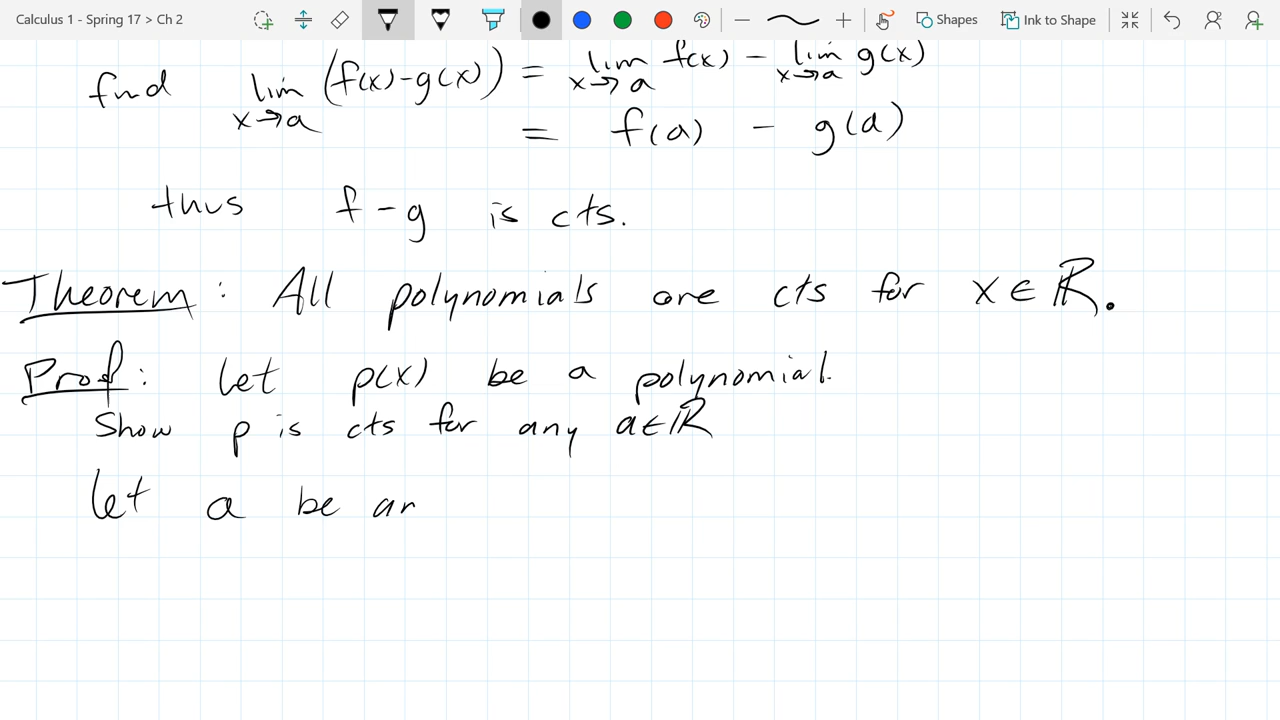 Calculus 1 - Spring 17 > Ch 2
Shapes
Ink to Shape
find lim x→a (f(x)-g(x)) = lim x→a f(x) - lim x→a g(x)
= f(a) - g(a)
thus f-g is cts.
Theorem: All polynomials are cts for x∈ℝ.
Proof: Let p(x) be a polynomial.
Show p is cts for any a∈ℝ
Let a be an